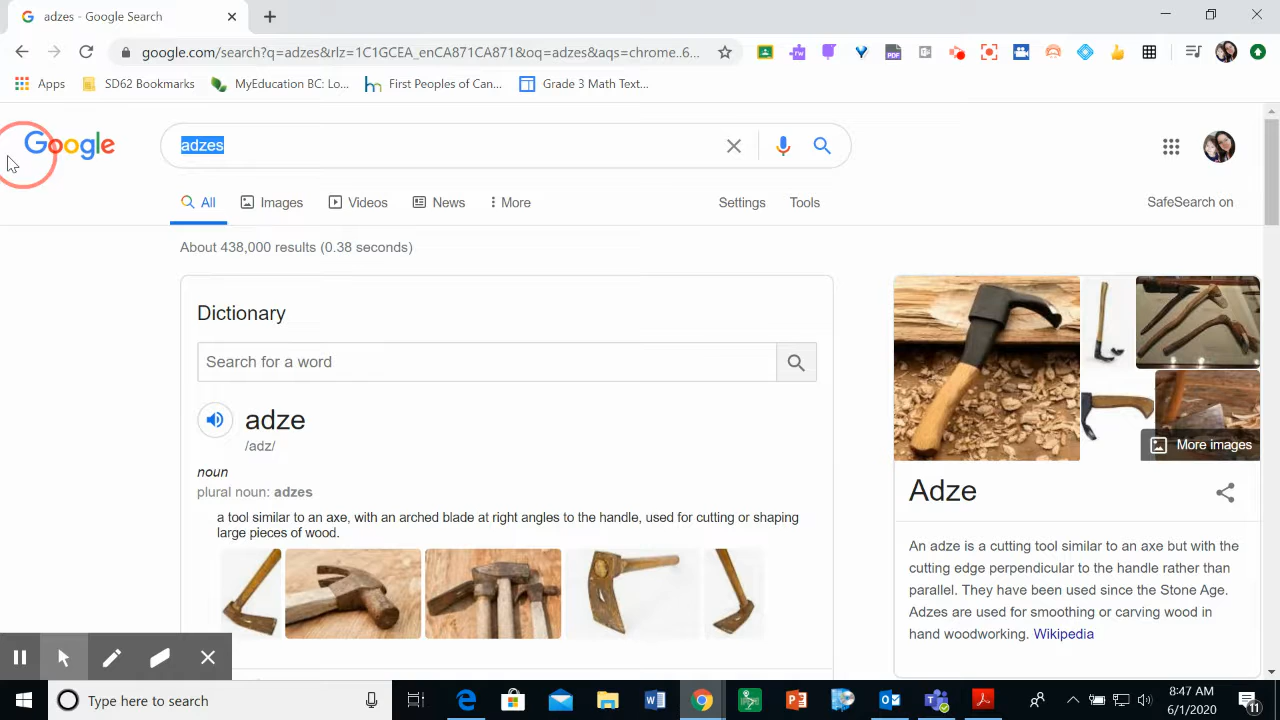 adzes - Google Search
google.com/search?q=adzes&rlz=1C1GCEA_enCA871CA871&oq=adzes&aqs=chrome..6...
Apps SD62 Bookmarks MyEducation BC: Lo... First Peoples of Can... Grade 3 Math Text...
Google adzes
All Images Videos News More Settings Tools SafeSearch on
About 438,000 results (0.38 seconds)
Dictionary
Search for a word
adze
/adz/
noun
plural noun: adzes
a tool similar to an axe, with an arched blade at right angles to the handle, used for cutting or shaping
large pieces of wood.
More images
Adze
An adze is a cutting tool similar to an axe but with the
cutting edge perpendicular to the handle rather than
parallel. They have been used since the Stone Age.
Adzes are used for smoothing or carving wood in
hand woodworking. Wikipedia
Type here to search
8:47 AM
6/1/2020
11